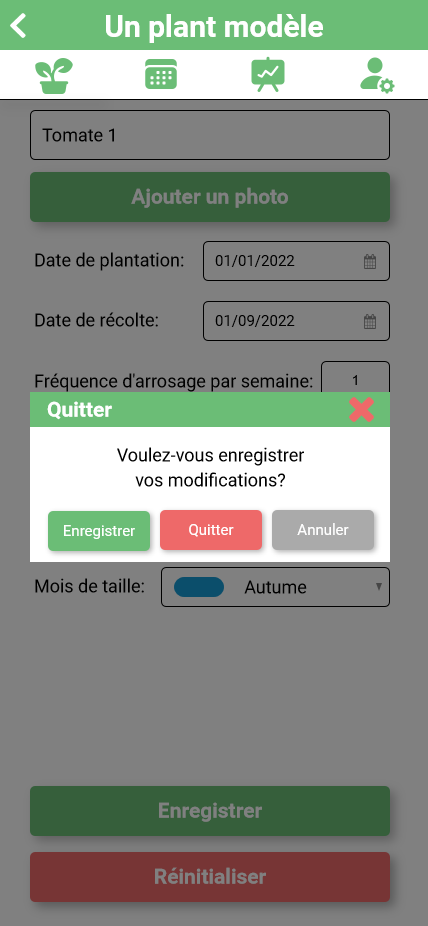 Un plant modèle
Tomate 1
Ajouter un photo
Date de plantation: 01/01/2022
Date de récolte: 01/09/2022
Fréquence d'arrosage par semaine: 1
Quitter
Voulez-vous enregistrer
vos modifications?
Enregistrer Quitter Annuler
Mois de taille: Autume
Enregistrer
Réinitialiser